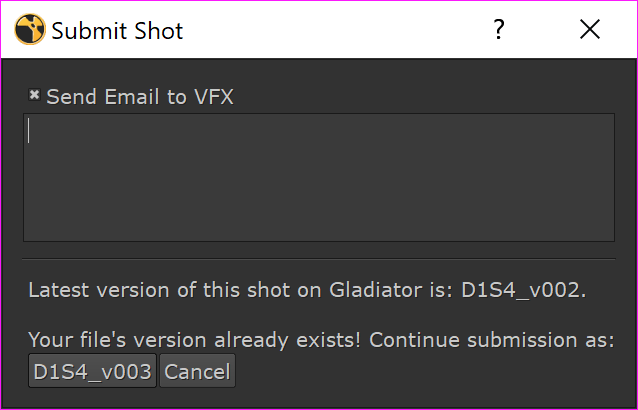 Submit Shot ?
Send Email to VFX
Latest version of this shot on Gladiator is: D1S4_v002.
Your file's version already exists! Continue submission as:
D1S4_v003 Cancel